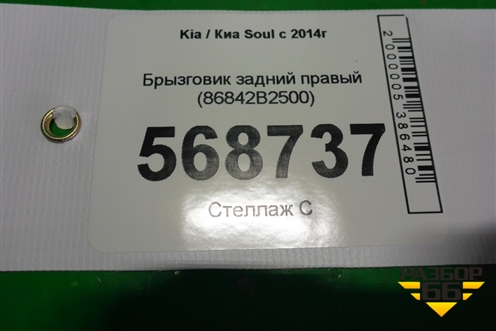 Kia / Киа Soul с 2014г
Брызговик задний правый
(86842B2500)
568737
Стеллаж С
2000005386480
РАЗБОР
66